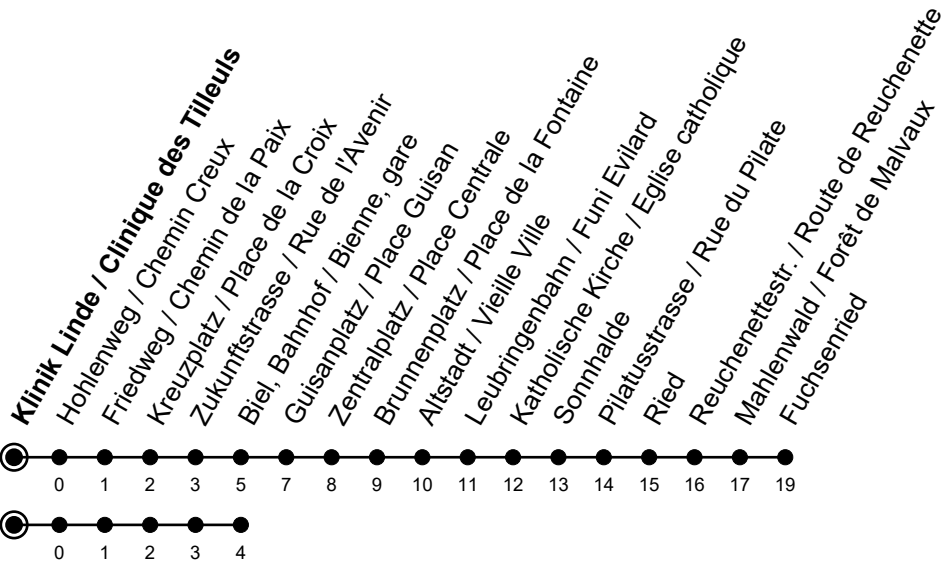 Klinik Linde / Clinique des Tilleuls
Hohlenweg / Chemin Creux
Friedweg / Chemin de la Paix
Kreuzplatz / Place de la Croix
Zukunftstrasse / Rue de l'Avenir
Biel, Bahnhof / Bienne, gare
Guisanplatz / Place Guisan
Zentralplatz / Place Centrale
Brunnenplatz / Place de la Fontaine
Altstadt / Vieille Ville
Leubringenbahn / Funi Evilard
Katholische Kirche / Eglise catholique
Sonnhalde
Pilatusstrasse / Rue du Pilate
Ried
Reuchenettestr. / Route de Reuchenette
Mahlenwald / Forêt de Malvaux
Fuchsenried
0 1 2 3 5 7 8 9 10 11 12 13 14 15 16 17 19
0 1 2 3 4